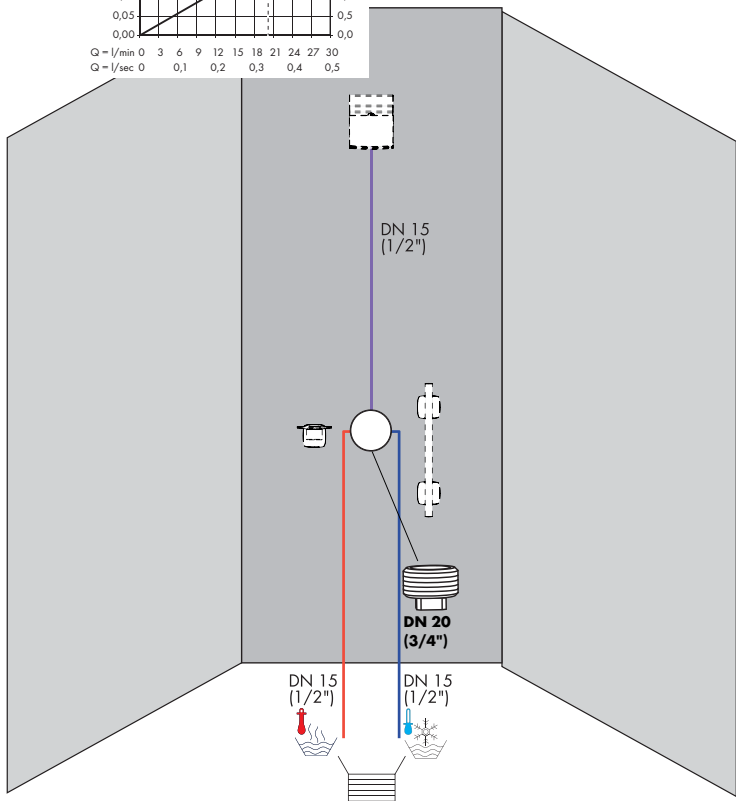 0,05 0,5
0,00 0,0
Q = l/min 0 3 6 9 12 15 18 21 24 27 30
Q = l/sec 0 0,1 0,2 0,3 0,4 0,5
DN 15
(1/2")
DN 20
(3/4")
DN 15
(1/2")
DN 15
(1/2")